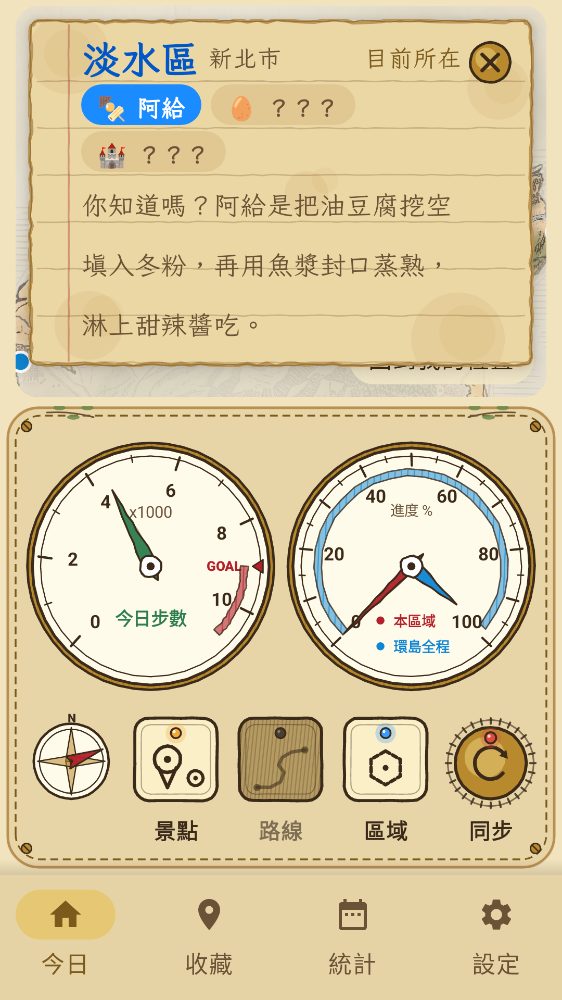 淡水區 新北市 目前所在
阿給 ？？？
？？？
你知道嗎？阿給是把油豆腐挖空
填入冬粉，再用魚漿封口蒸熟，
淋上甜辣醬吃。
0 2 4 6 8 10
x1000
GOAL
今日步數
0 20 40 60 80 100
進度 %
本區域
環島全程
N
景點 路線 區域 同步
今日 收藏 統計 設定